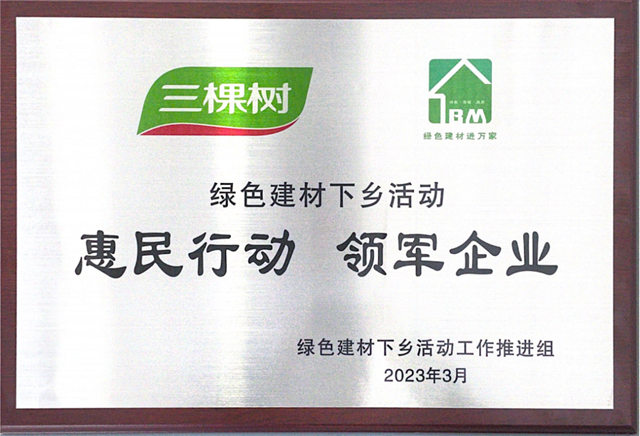 三棵树
BM
绿色建材进万家
绿色建材下乡活动
惠民行动 领军企业
绿色建材下乡活动工作推进组
2023年3月